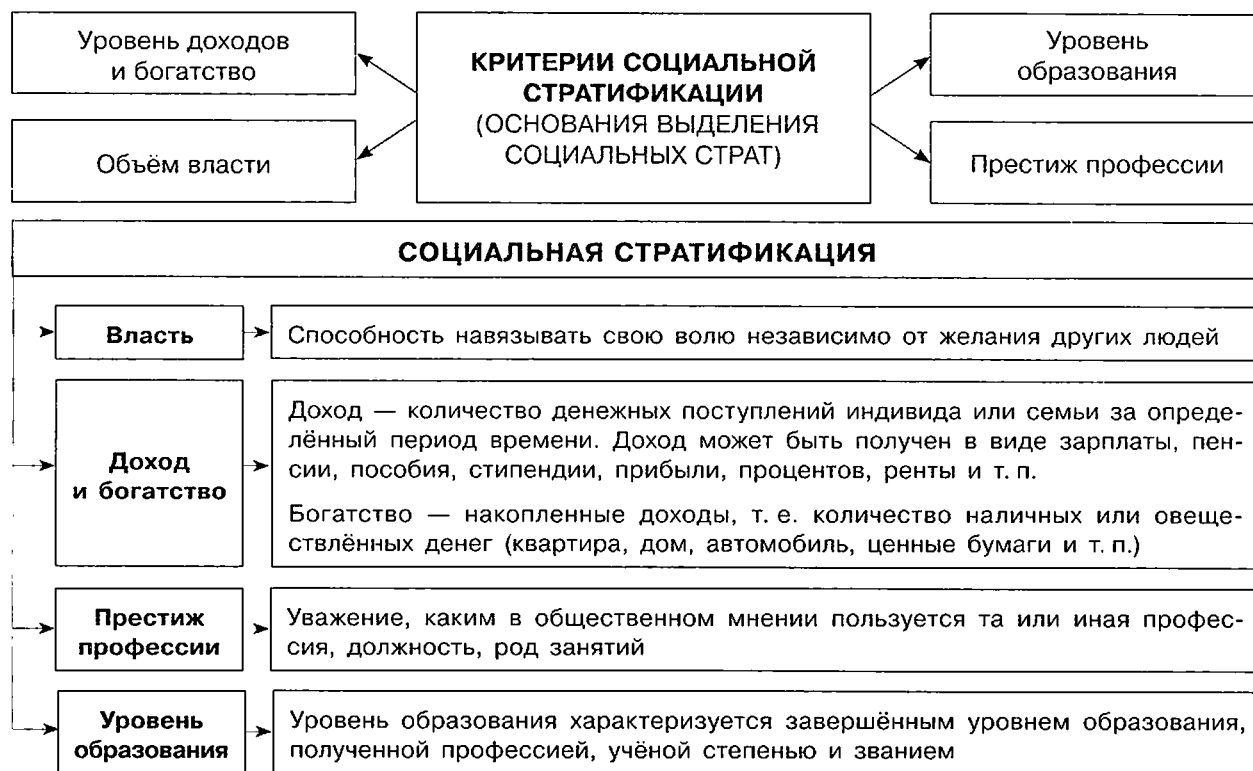 Уровень доходов
и богатство
Объём власти
КРИТЕРИИ СОЦИАЛЬНОЙ
СТРАТИФИКАЦИИ
(ОСНОВАНИЯ ВЫДЕЛЕНИЯ
СОЦИАЛЬНЫХ СТРАТ)
Уровень
образования
Престиж профессии
СОЦИАЛЬНАЯ СТРАТИФИКАЦИЯ
Власть
Способность навязывать свою волю независимо от желания других людей
Доход
и богатство
Доход — количество денежных поступлений индивида или семьи за опреде-
лённый период времени. Доход может быть получен в виде зарплаты, пен-
сии, пособия, стипендии, прибыли, процентов, ренты и т. п.
Богатство — накопленные доходы, т. е. количество наличных или овеще-
ствлённых денег (квартира, дом, автомобиль, ценные бумаги и т. п.)
Престиж
профессии
Уважение, каким в общественном мнении пользуется та или иная профес-
сия, должность, род занятий
Уровень
образования
Уровень образования характеризуется завершённым уровнем образования,
полученной профессией, учёной степенью и званием